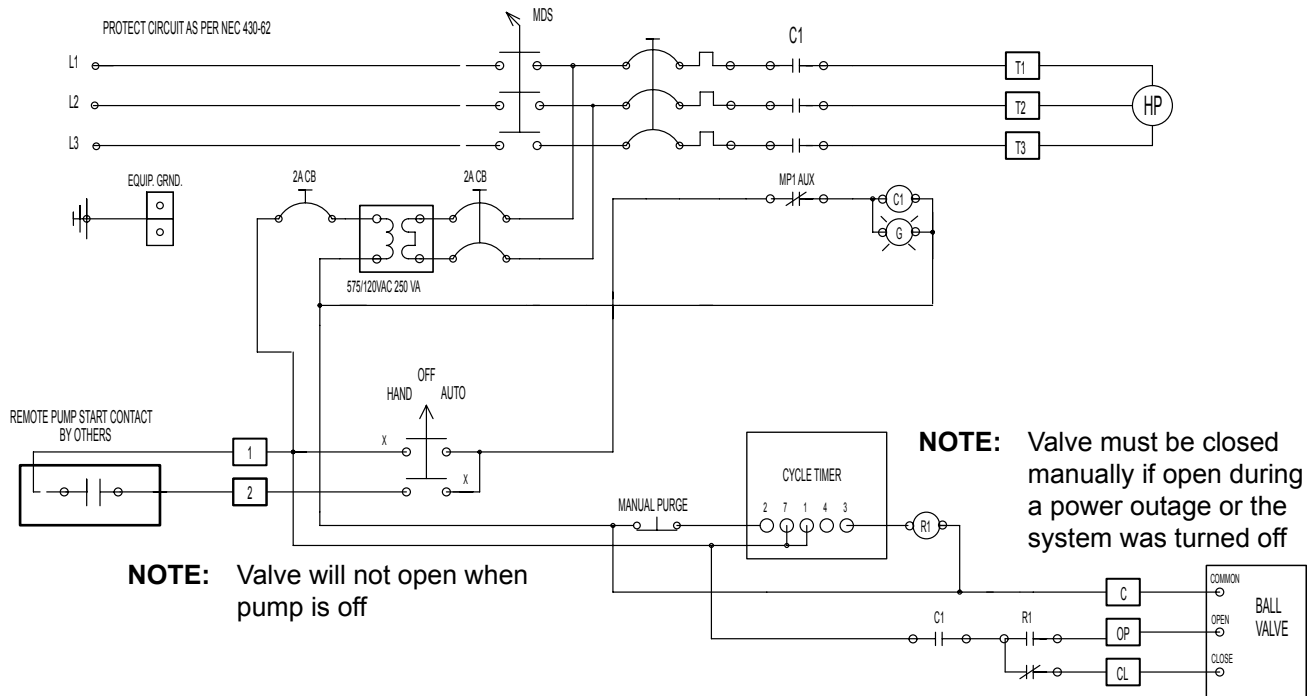 MDS
PROTECT CIRCUIT AS PER NEC 430-62
C1
L1
T1
L2
T2
HP
L3
T3
EQUIP. GRND.
2A CB
2A CB
MP1 AUX
C1
G
575/120VAC 250 VA
OFF
HAND
AUTO
REMOTE PUMP START CONTACT
BY OTHERS
1
X
2
X
CYCLE TIMER
MANUAL PURGE
2 7 1 4 3
R1
NOTE: Valve must be closed
manually if open during
a power outage or the
system was turned off
NOTE: Valve will not open when
pump is off
C
COMMON
BALL
VALVE
C1
R1
OP
OPEN
CL
CLOSE